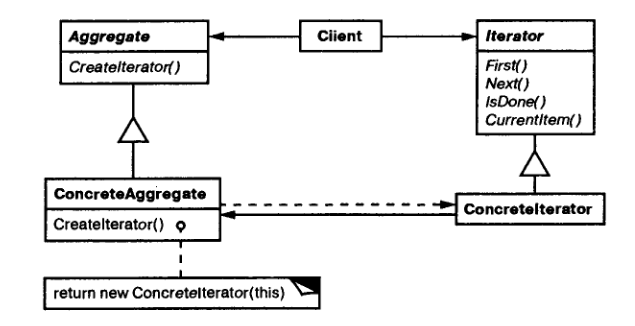 Aggregate
CreateIterator()
Client
Iterator
First()
Next()
IsDone()
CurrentItem()
ConcreteAggregate
CreateIterator()
ConcreteIterator
return new ConcreteIterator(this)